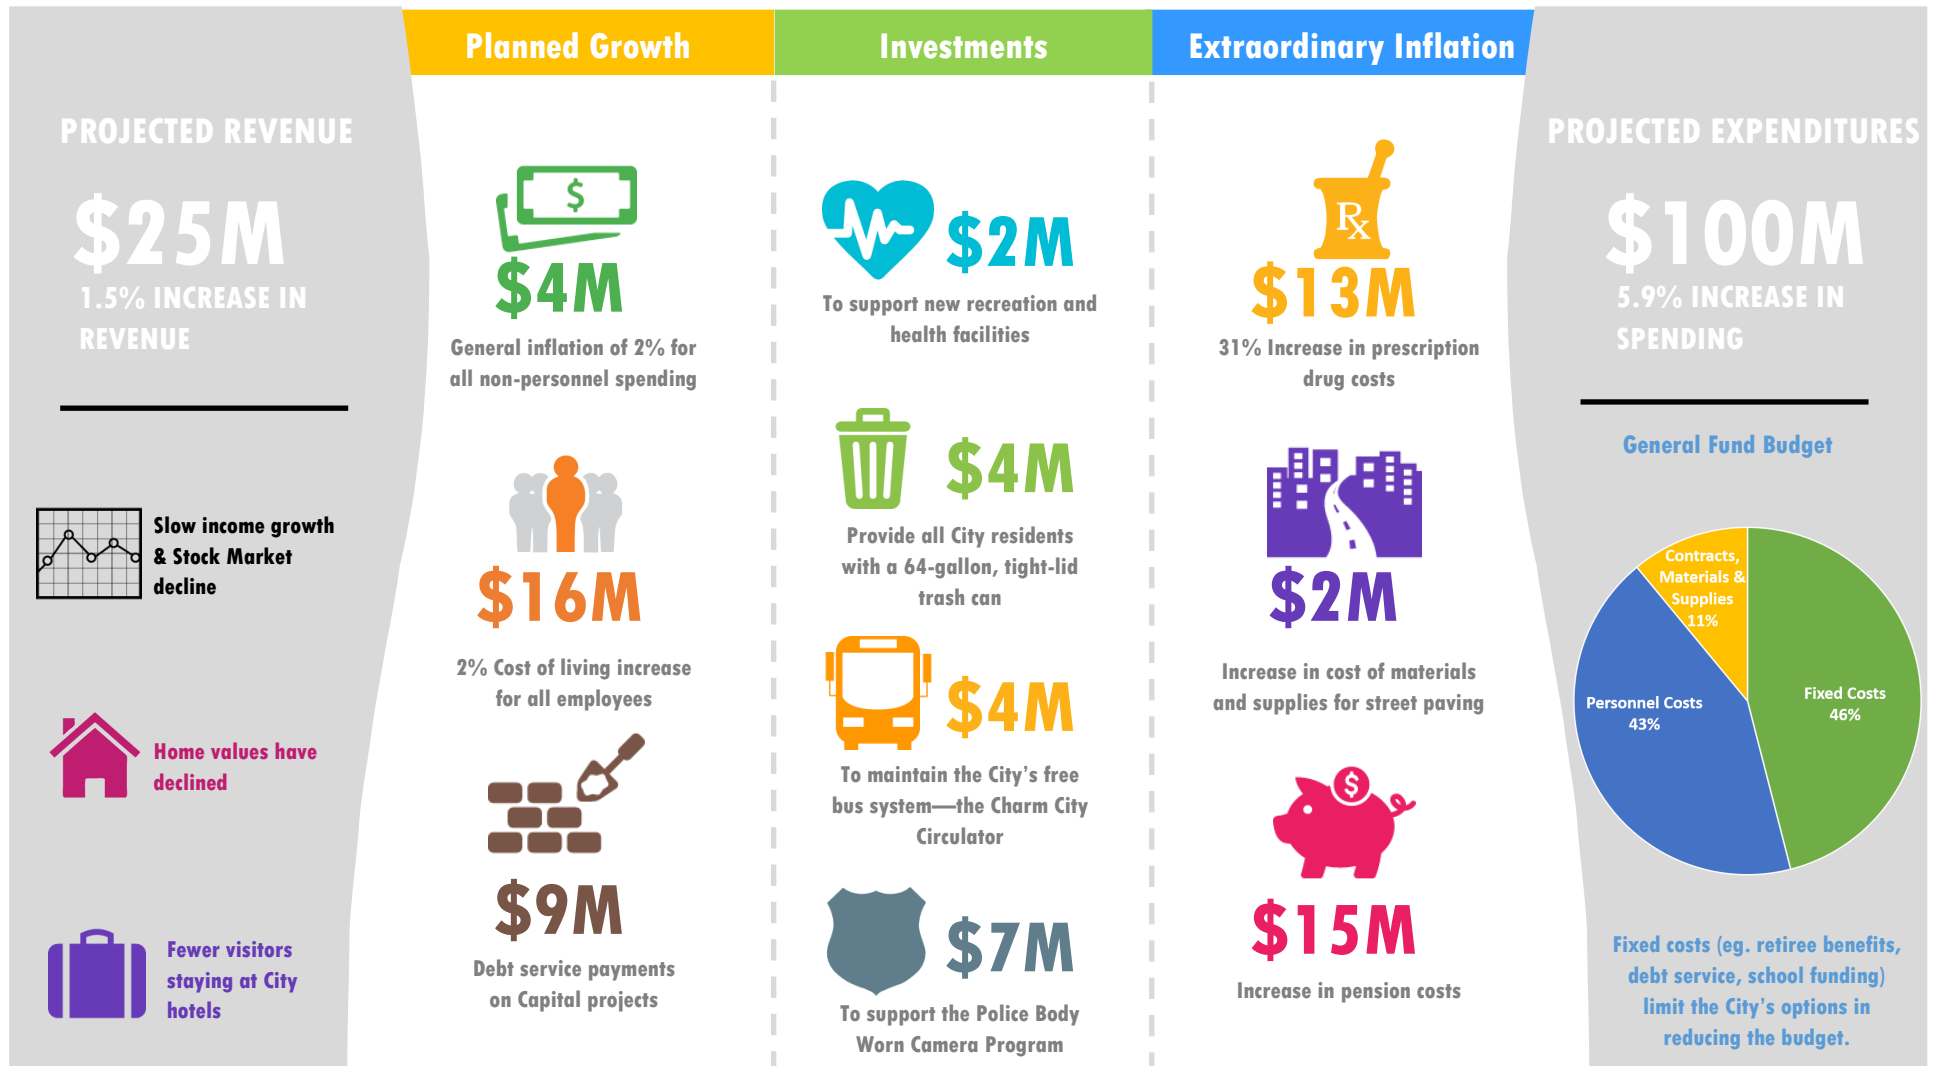 Planned Growth
Investments
Extraordinary Inflation
PROJECTED REVENUE
$25M
1.5% INCREASE IN
REVENUE
Slow income growth
& Stock Market
decline
Home values have
declined
Fewer visitors
staying at City
hotels
$
$4M
General inflation of 2% for
all non-personnel spending
$16M
2% Cost of living increase
for all employees
$9M
Debt service payments
on Capital projects
$2M
To support new recreation and
health facilities
$4M
Provide all City residents
with a 64-gallon, tight-lid
trash can
$4M
To maintain the City’s free
bus system—the Charm City
Circulator
$7M
To support the Police Body
Worn Camera Program
Rx
$13M
31% Increase in prescription
drug costs
$2M
Increase in cost of materials
and supplies for street paving
$
$15M
Increase in pension costs
PROJECTED EXPENDITURES
$100M
5.9% INCREASE IN
SPENDING
General Fund Budget
Contracts,
Materials &
Supplies
11%
Fixed Costs
46%
Personnel Costs
43%
Fixed costs (eg. retiree benefits,
debt service, school funding)
limit the City’s options in
reducing the budget.